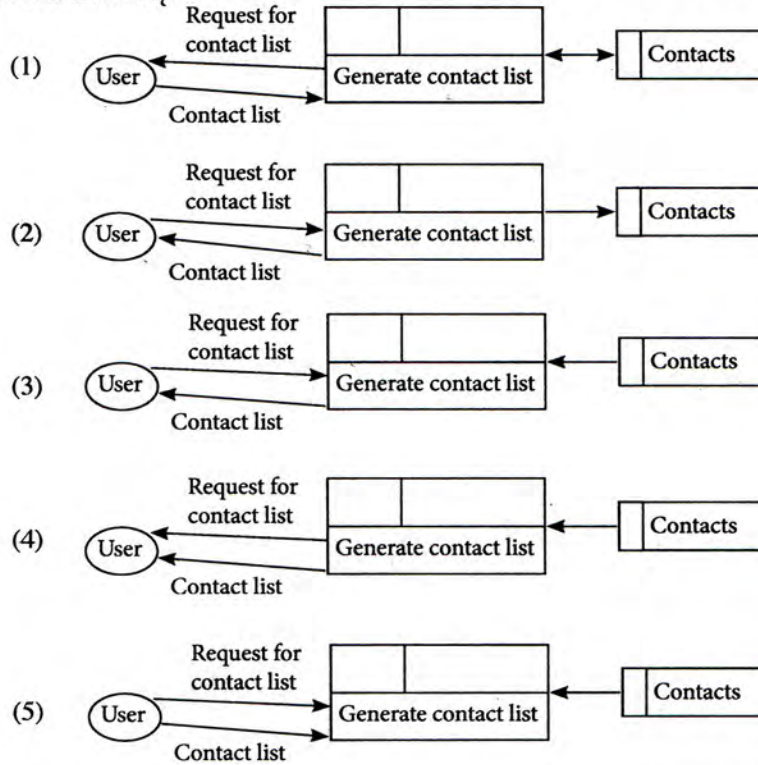 Request for
contact list
(1)
User
Generate contact list
Contacts
Contact list
Request for
contact list
(2)
User
Generate contact list
Contacts
Contact list
Request for
contact list
(3)
User
Generate contact list
Contacts
Contact list
Request for
contact list
(4)
User
Generate contact list
Contacts
Contact list
Request for
contact list
(5)
User
Generate contact list
Contacts
Contact list